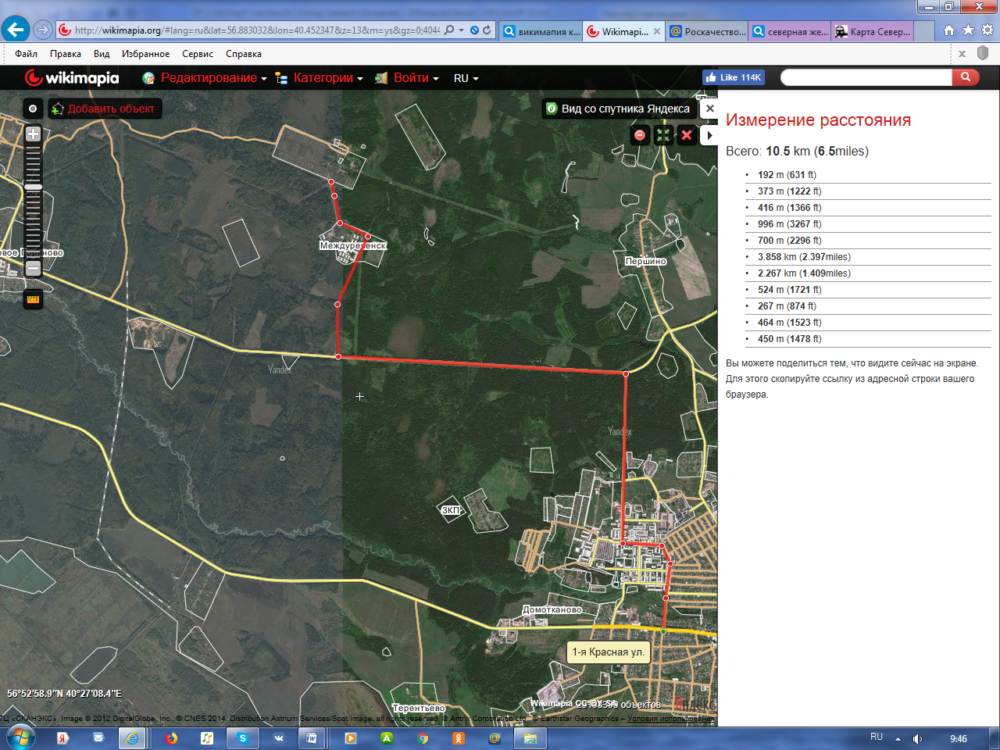 http://wikimapia.org/#lang=ru&lat=56.883032&lon=40.452347&z=13&m=ys&gz=0;404
викимапия к...
Wikimapi...
Роскачество...
северная же...
Карта Север...
Файл Правка Вид Избранное Сервис Справка
wikimapia
Редактирование
Категории
Войти
RU
Like 114K
Добавить объект
Вид со спутника Яндекса
Измерение расстояния
Всего: 10.5 km (6.5miles)
• 192 m (631 ft)
• 373 m (1222 ft)
• 416 m (1366 ft)
• 996 m (3267 ft)
• 700 m (2296 ft)
• 3.858 km (2.397miles)
• 2.267 km (1.409miles)
• 524 m (1721 ft)
• 267 m (874 ft)
• 464 m (1523 ft)
• 450 m (1478 ft)
Вы можете поделиться тем, что видите сейчас на экране.
Для этого скопируйте ссылку из адресной строки вашего
браузера.
Междуреченск
Першино
Yandex
Yandex
ЗКП
Домотканово
1-я Красная ул.
Терентьево
56°52'58.9"N 40°27'08.4"E
Wikimapia CC-BY-SA
объектов
ТЦ «СКАНЭКС», Image © 2012 DigitalGlobe, Inc., © CNES 2014, Distribution Astrium Services/Spot Image, all rights reserved, © Antrix Corporation Ltd., © Earthstar Geographics – Условия использования
RU
9:46